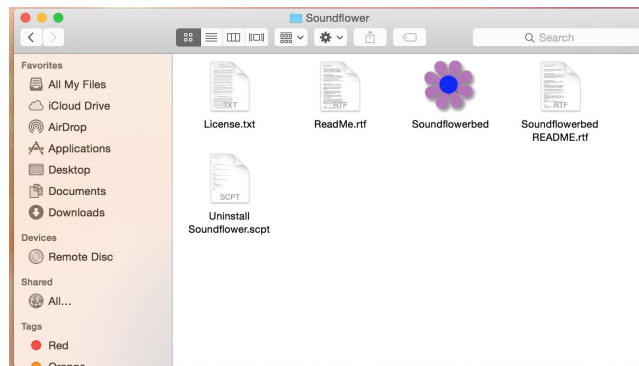 Soundflower
Search
Favorites
All My Files
iCloud Drive
AirDrop
Applications
Desktop
Documents
Downloads
Devices
Remote Disc
Shared
All...
Tags
Red
Orange
TXT
License.txt
RTF
ReadMe.rtf
Soundflowerbed
RTF
Soundflowerbed
README.rtf
SCPT
Uninstall
Soundflower.scpt